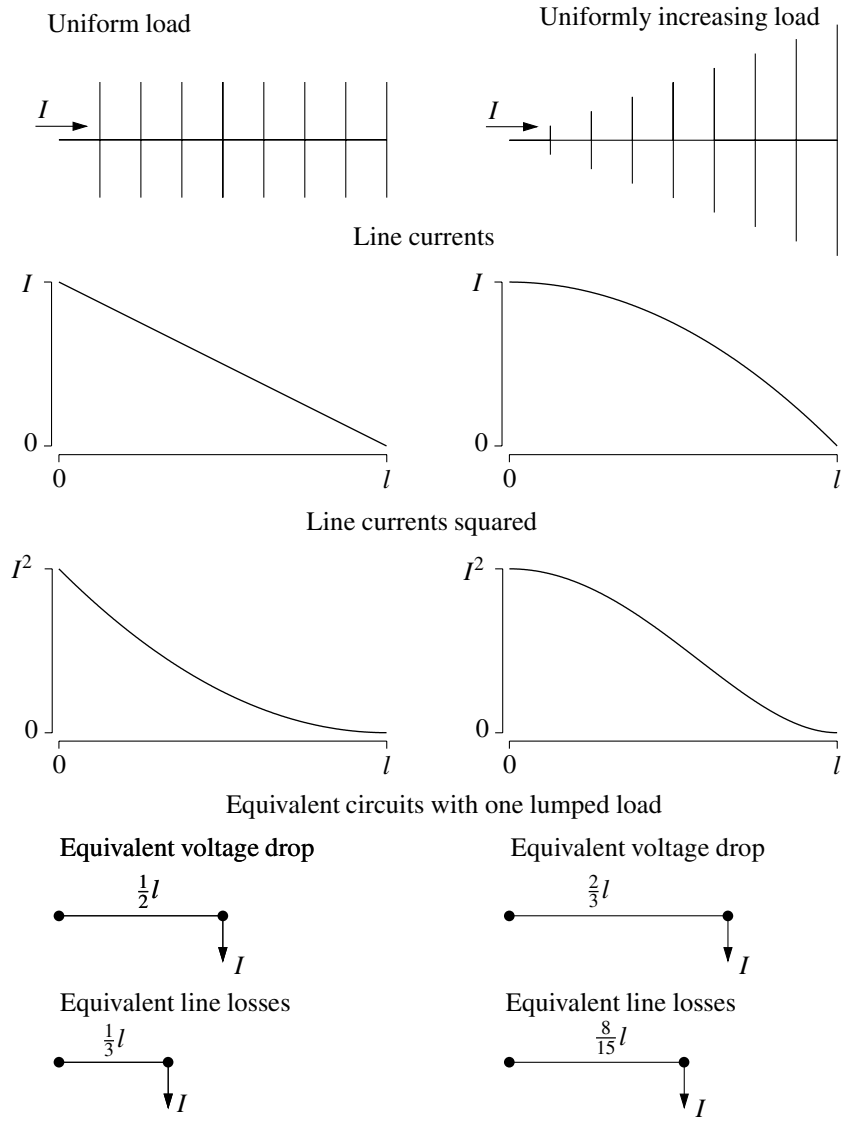 Uniform load
Uniformly increasing load
I
I
Line currents
I
0
0
l
I
0
0
l
Line currents squared
I²
0
0
l
I²
0
0
l
Equivalent circuits with one lumped load
Equivalent voltage drop
Equivalent voltage drop
1/2 l
2/3 l
I
I
Equivalent line losses
Equivalent line losses
1/3 l
8/15 l
I
I